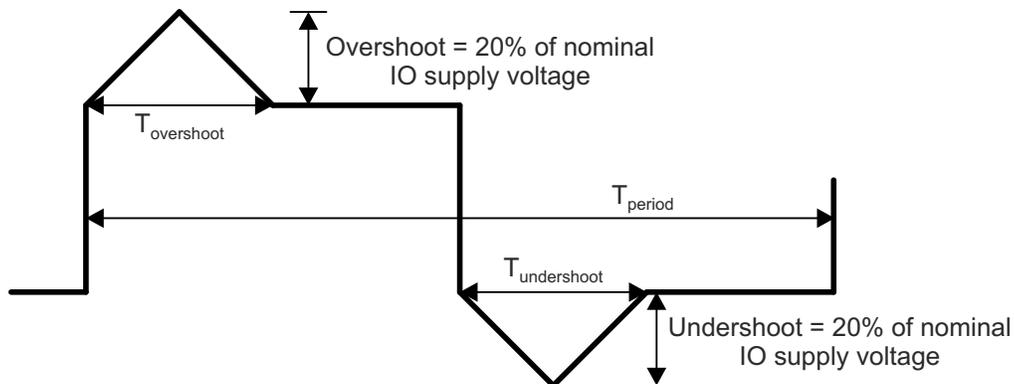 Overshoot = 20% of nominal
IO supply voltage
Tovershoot
Tperiod
Tundershoot
Undershoot = 20% of nominal
IO supply voltage